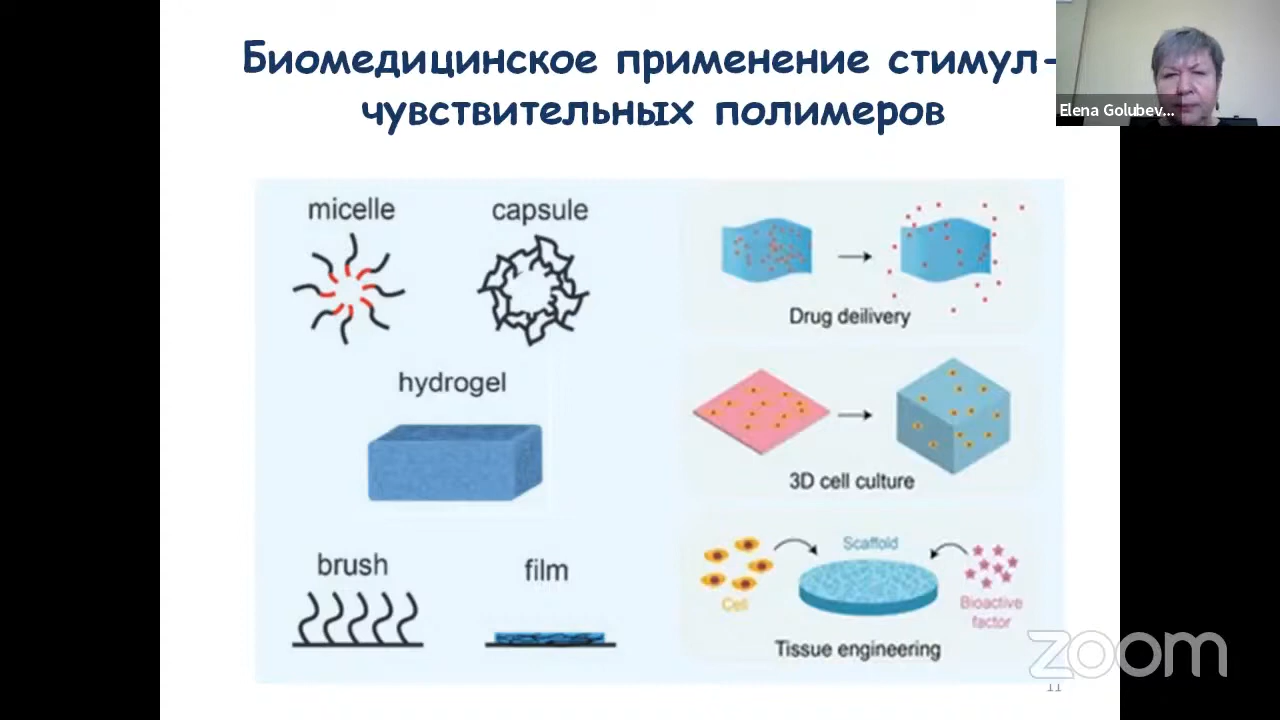 Биомедицинское применение стимул-
чувствительных полимеров
Elena Golubev...
micelle
capsule
hydrogel
brush
film
Drug deilivery
3D cell culture
Scaffold
Cell
Bioactive
factor
Tissue engineering
zoom
11